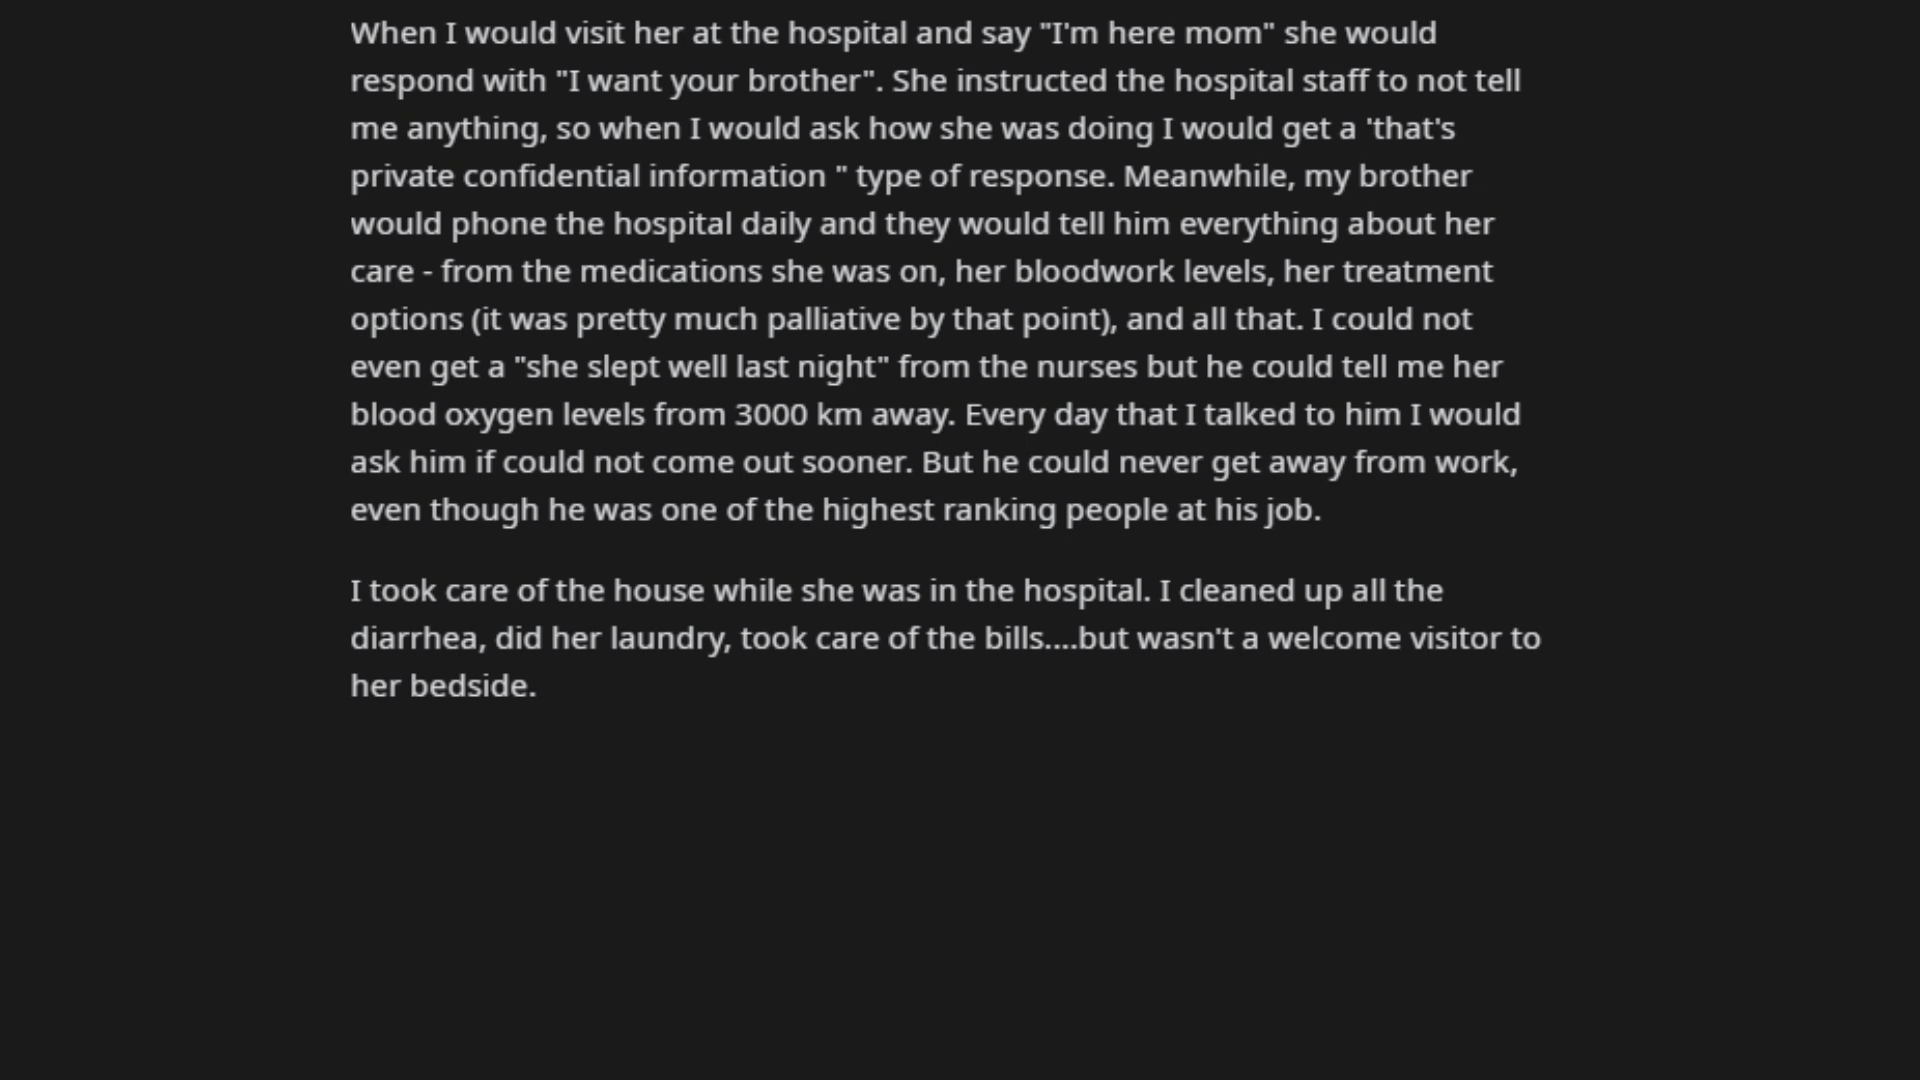 When I would visit her at the hospital and say "I'm here mom" she would
respond with "I want your brother". She instructed the hospital staff to not tell
me anything, so when I would ask how she was doing I would get a 'that's
private confidential information " type of response. Meanwhile, my brother
would phone the hospital daily and they would tell him everything about her
care - from the medications she was on, her bloodwork levels, her treatment
options (it was pretty much palliative by that point), and all that. I could not
even get a "she slept well last night" from the nurses but he could tell me her
blood oxygen levels from 3000 km away. Every day that I talked to him I would
ask him if could not come out sooner. But he could never get away from work,
even though he was one of the highest ranking people at his job.
I took care of the house while she was in the hospital. I cleaned up all the
diarrhea, did her laundry, took care of the bills....but wasn't a welcome visitor to
her bedside.